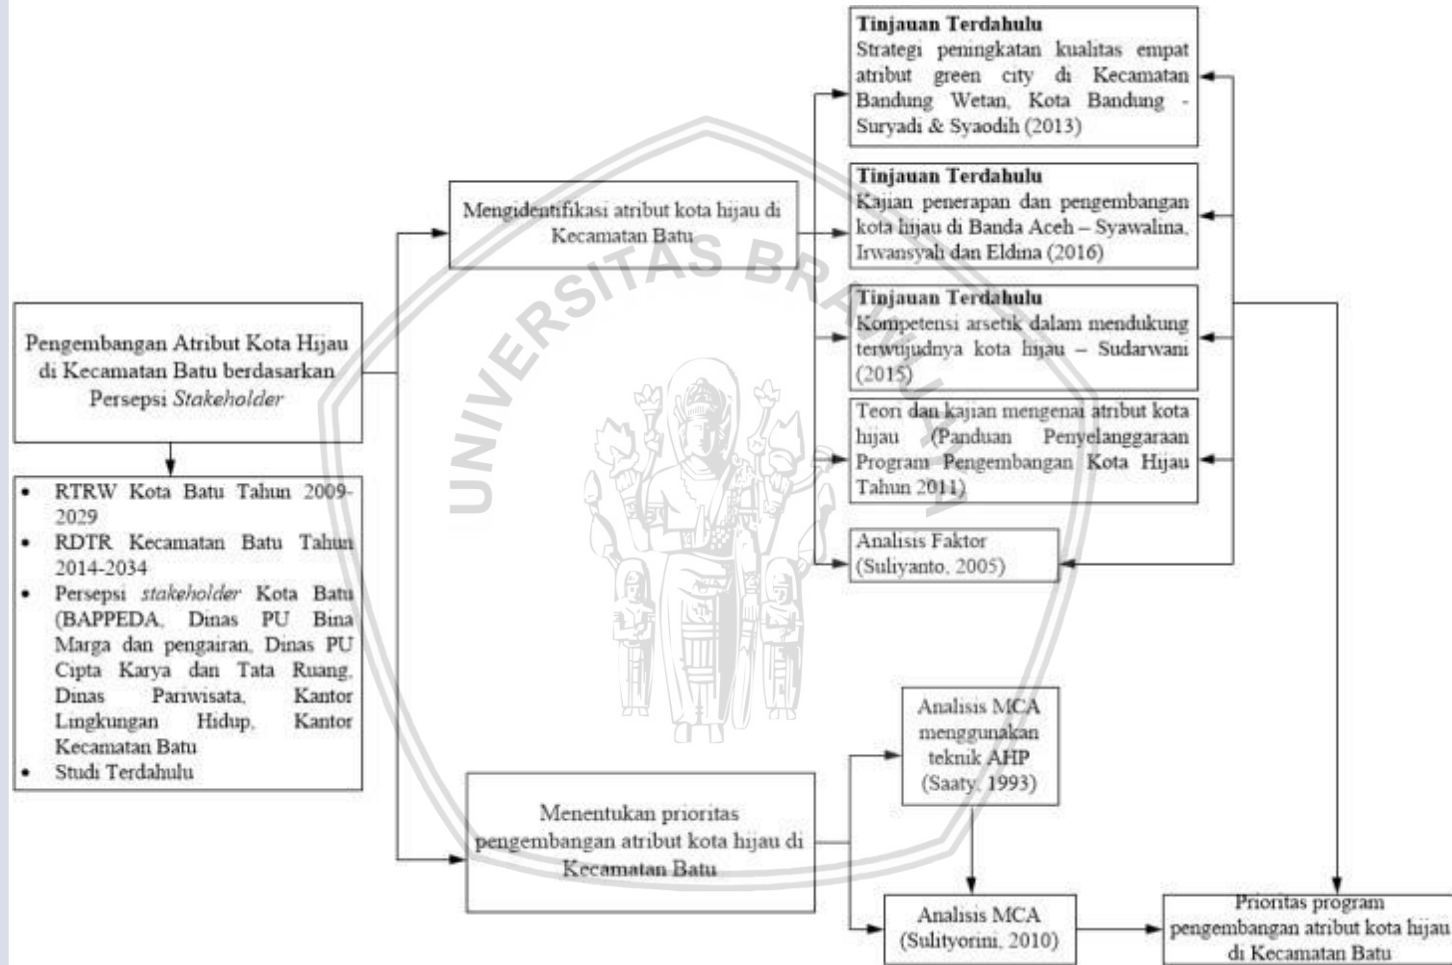 Pengembangan Atribut Kota Hijau
di Kecamatan Batu berdasarkan
Persepsi Stakeholder
• RTRW Kota Batu Tahun 2009-
2029
• RDTR Kecamatan Batu Tahun
2014-2034
• Persepsi stakeholder Kota Batu
(BAPPEDA, Dinas PU Bina
Marga dan pengairan, Dinas PU
Cipta Karya dan Tata Ruang,
Dinas Pariwisata, Kantor
Lingkungan Hidup, Kantor
Kecamatan Batu
• Studi Terdahulu
Mengidentifikasi atribut kota hijau di
Kecamatan Batu
Tinjauan Terdahulu
Strategi peningkatan kualitas empat
atribut green city di Kecamatan
Bandung Wetan, Kota Bandung -
Suryadi & Syaodih (2013)
Tinjauan Terdahulu
Kajian penerapan dan pengembangan
kota hijau di Banda Aceh – Syawalina,
Irwansyah dan Eldina (2016)
Tinjauan Terdahulu
Kompetensi arsetik dalam mendukung
terwujudnya kota hijau – Sudarwani
(2015)
Teori dan kajian mengenai atribut kota
hijau (Panduan Penyelanggaraan
Program Pengembangan Kota Hijau
Tahun 2011)
Analisis Faktor
(Suliyanto, 2005)
Menentukan prioritas
pengembangan atribut kota hijau di
Kecamatan Batu
Analisis MCA
menggunakan
teknik AHP
(Saaty, 1993)
Analisis MCA
(Sulityorini, 2010)
Prioritas program
pengembangan atribut kota hijau
di Kecamatan Batu
UNIVERSITAS BRAWIJAYA